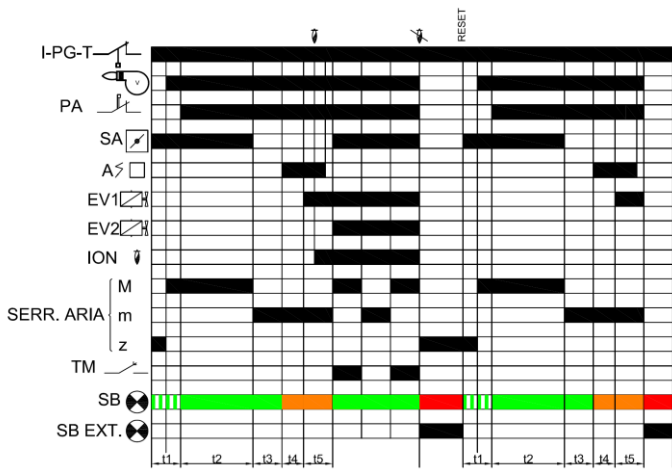 RESET
I-PG-T
V
PA
SA
A
EV1
EV2
ION
M
SERR. ARIA
m
z
TM
SB
SB EXT.
t1 t2 t3 t4 t5 t1 t2 t3 t4 t5